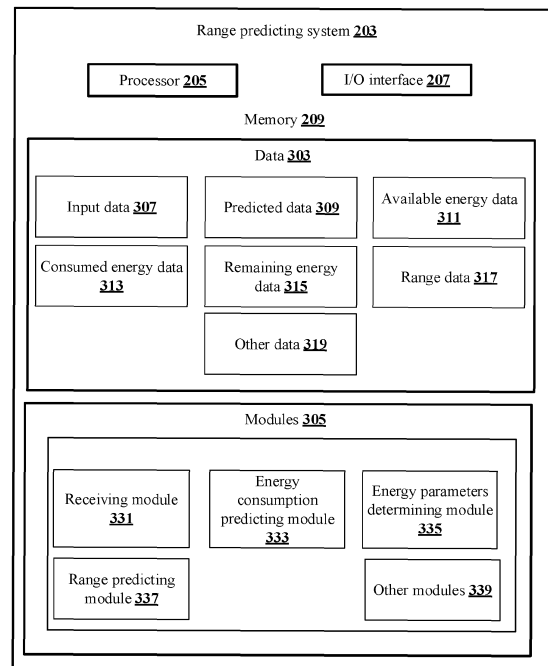 Range predicting system 203
Processor 205
I/O interface 207
Memory 209
Data 303
Input data 307
Predicted data 309
Available energy data
311
Consumed energy data
313
Remaining energy
data 315
Range data 317
Other data 319
Modules 305
Receiving module
331
Energy
consumption
predicting module
333
Energy parameters
determining module
335
Range predicting
module 337
Other modules 339